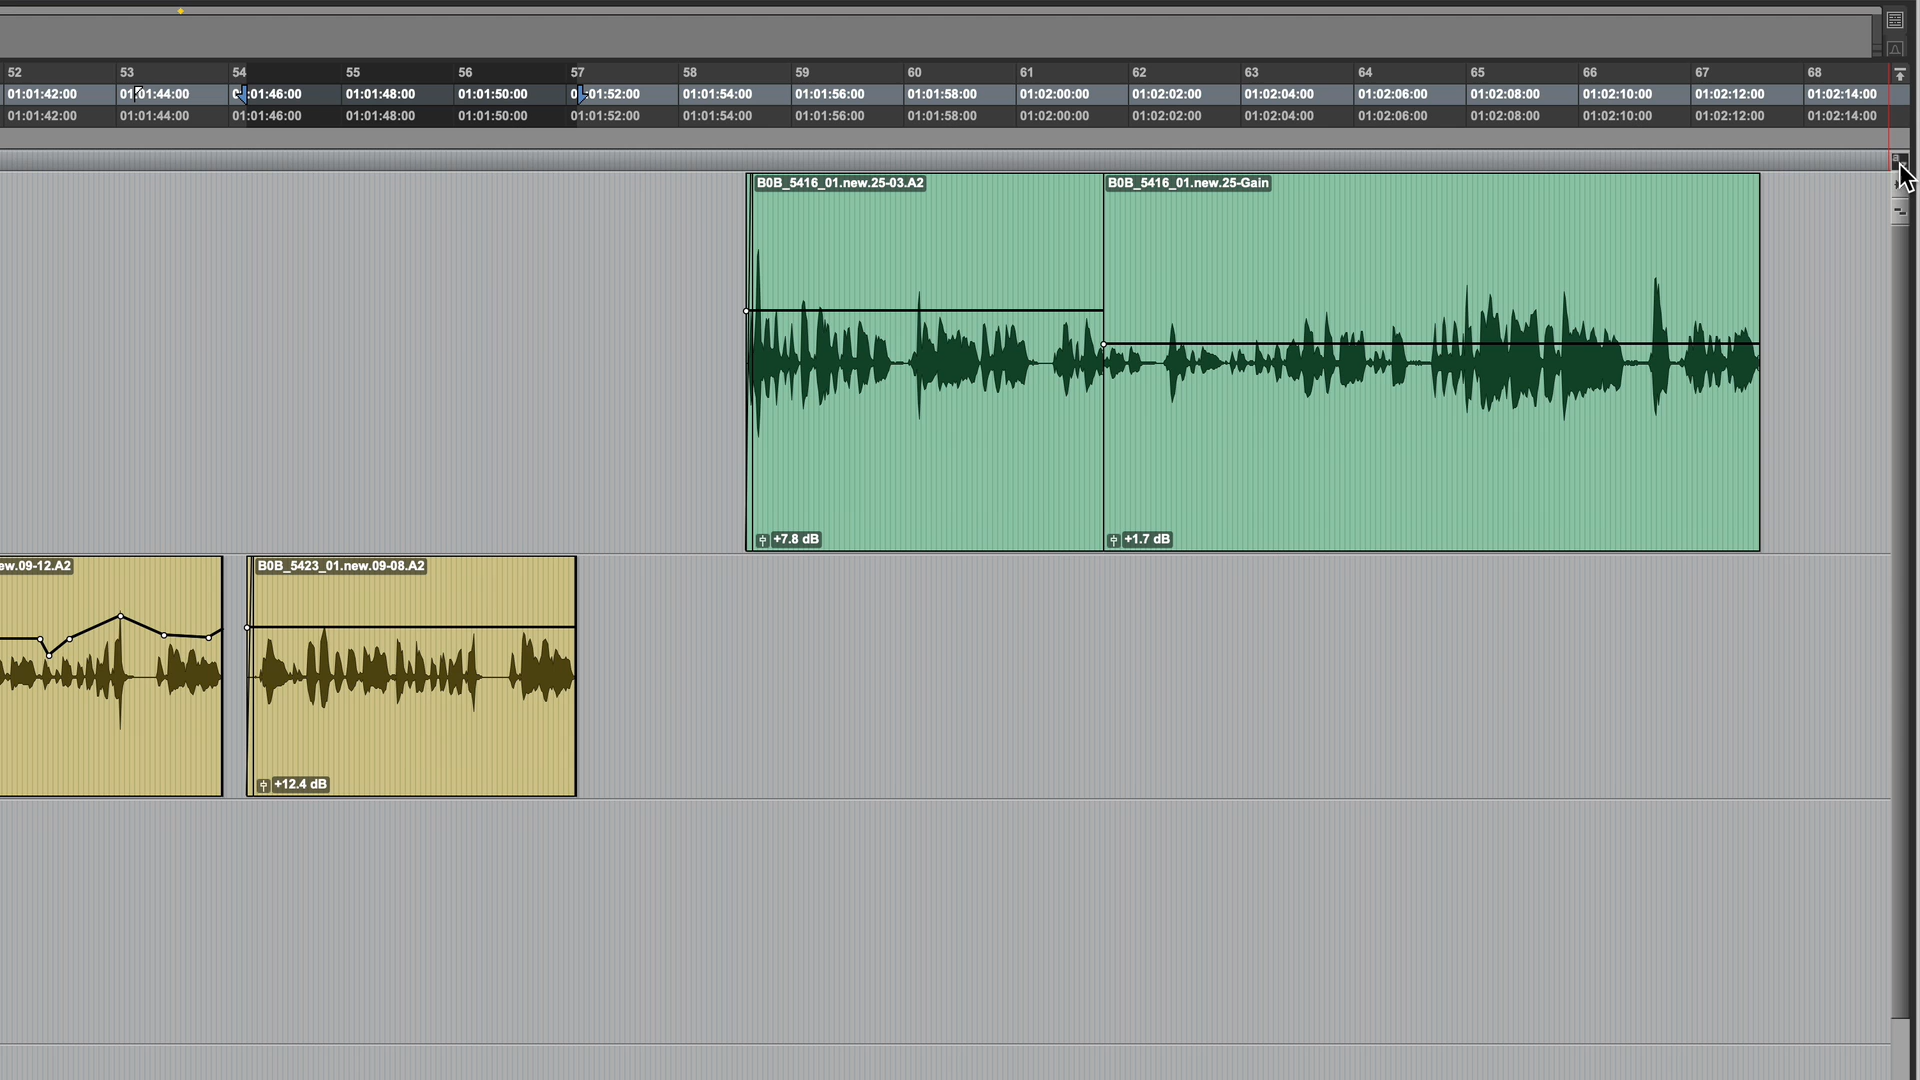 52 53 54 55 56 57 58 59 60 61 62 63 64 65 66 67 68
01:01:42:00 01:01:44:00 01:01:46:00 01:01:48:00 01:01:50:00 01:01:52:00 01:01:54:00 01:01:56:00 01:01:58:00 01:02:00:00 01:02:02:00 01:02:04:00 01:02:06:00 01:02:08:00 01:02:10:00 01:02:12:00 01:02:14:00
01:01:42:00 01:01:44:00 01:01:46:00 01:01:48:00 01:01:50:00 01:01:52:00 01:01:54:00 01:01:56:00 01:01:58:00 01:02:00:00 01:02:02:00 01:02:04:00 01:02:06:00 01:02:08:00 01:02:10:00 01:02:12:00 01:02:14:00
B0B_5416_01.new.25-03.A2 B0B_5416_01.new.25-Gain
+7.8 dB +1.7 dB
ew.09-12.A2 B0B_5423_01.new.09-08.A2
+12.4 dB